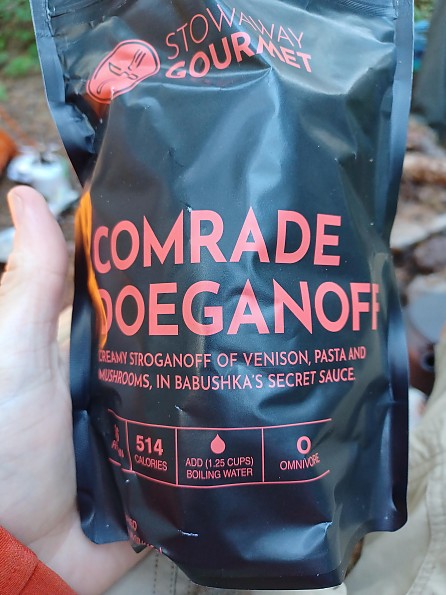 STOWAWAY
GOURMET
COMRADE
DOEGANOFF
CREAMY STROGANOFF OF VENISON, PASTA AND
MUSHROOMS, IN BABUSHKA'S SECRET SAUCE.
514
CALORIES
ADD (1.25 CUPS)
BOILING WATER
O
OMNIVORE